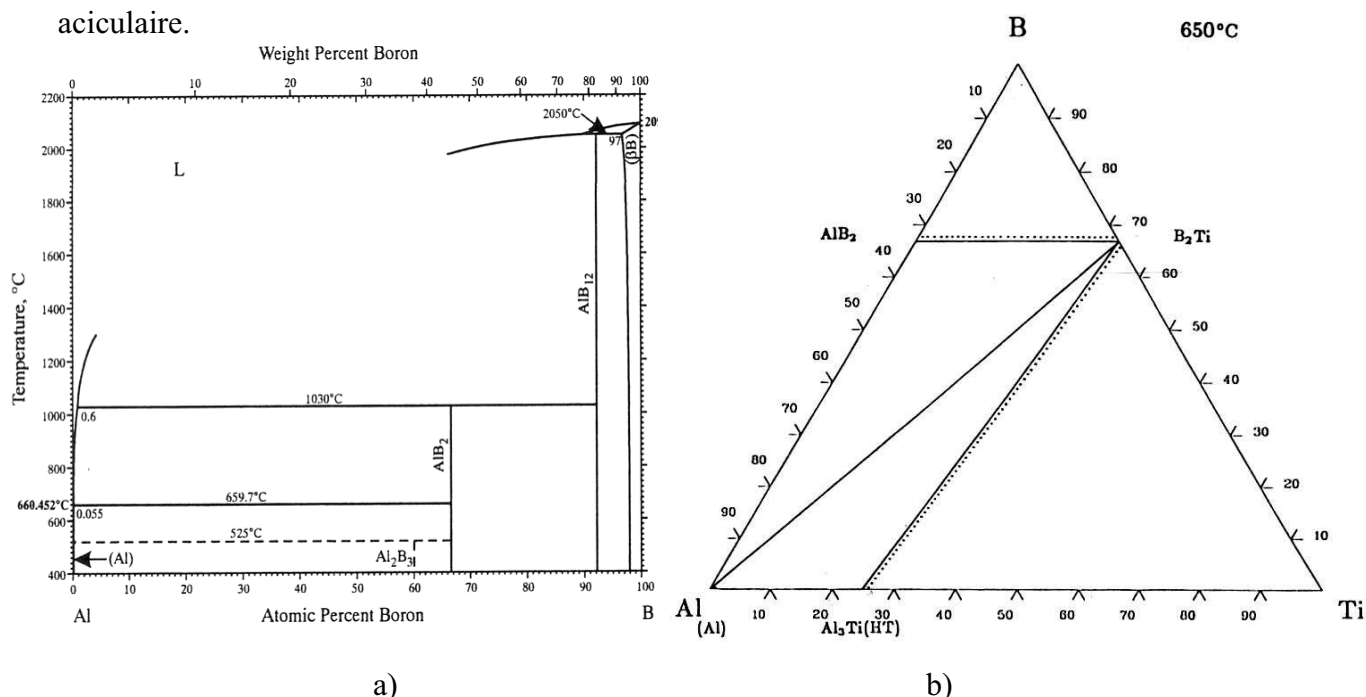 aciculaire.
Weight Percent Boron
0 10 20 30 40 50 60 70 80 90 100
2200
2000
1800
1600
1400
1200
1000
800
660.452°C
600
400
Temperature, °C
L
2050°C
97
(βB)
AlB12
1030°C
0.6
AlB2
659.7°C
0.055
525°C
(Al)
Al2B3
0 10 20 30 40 50 60 70 80 90 100
Al Atomic Percent Boron B
a)
B 650°C
10 90
20 80
30 70
AlB2 B2Ti
40 60
50 50
60 40
70 30
80 20
90 10
Al Ti
(Al) Al3Ti(HT)
10 20 30 40 50 60 70 80 90
b)